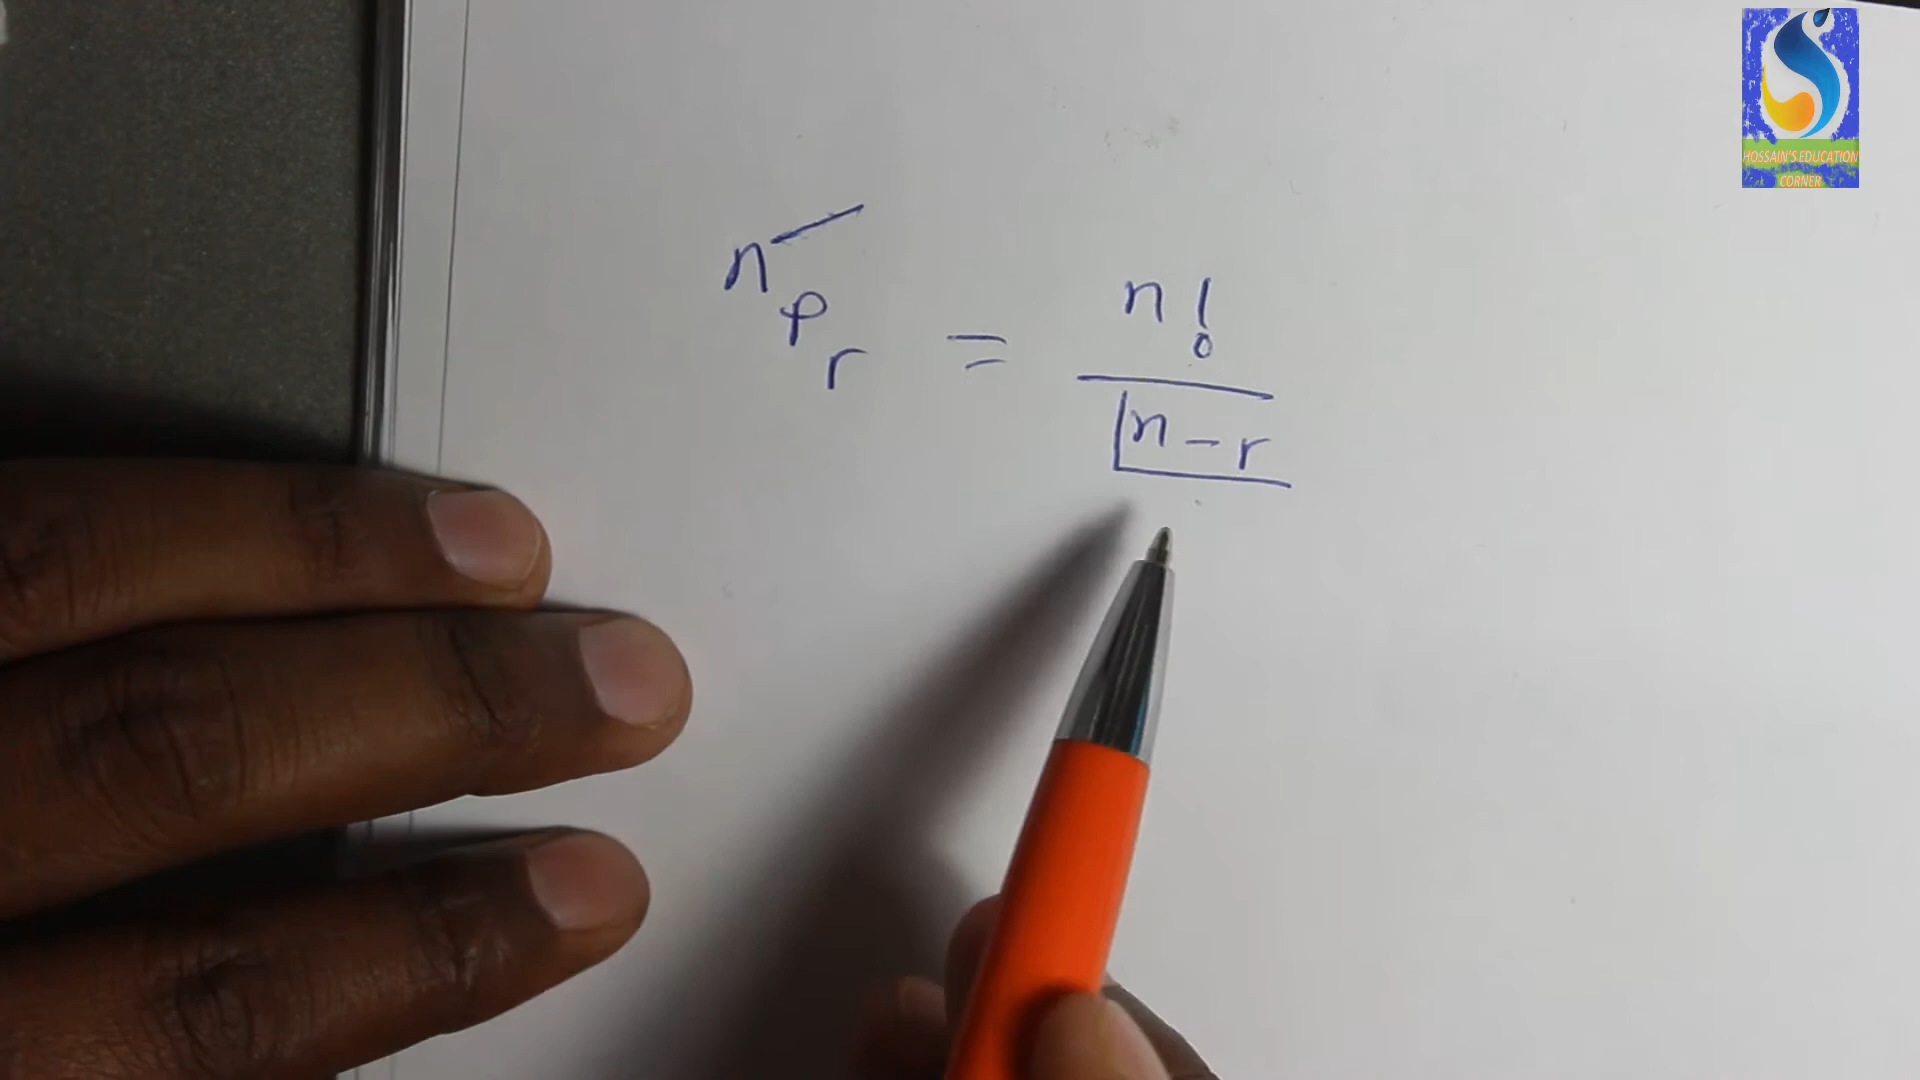 nPr = n! / |n - r
HOSSAIN'S EDUCATION
CORNER